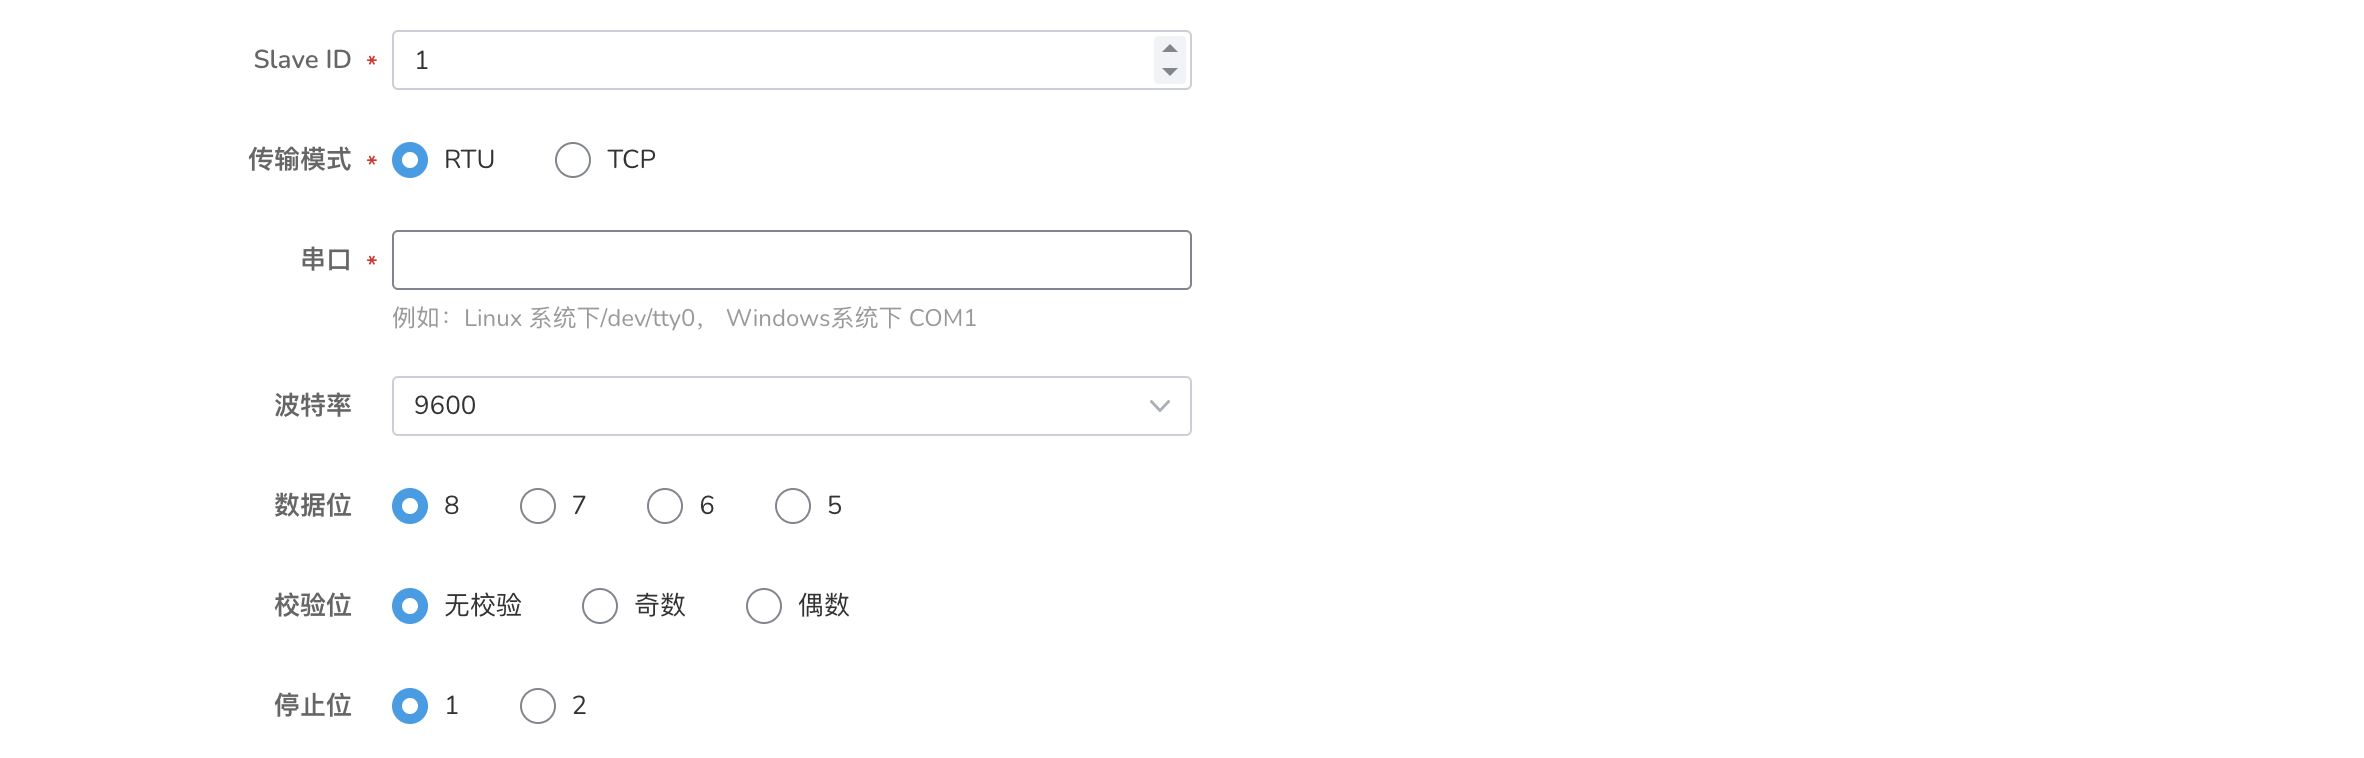 Slave ID * 1
传输模式 * RTU TCP
串口 *
例如：Linux 系统下/dev/tty0， Windows系统下 COM1
波特率 9600
数据位 8 7 6 5
校验位 无校验 奇数 偶数
停止位 1 2